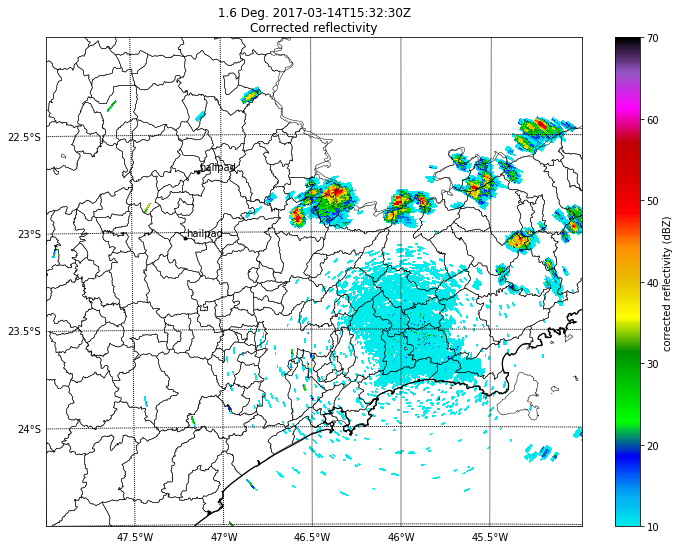 1.6 Deg. 2017-03-14T15:32:30Z
Corrected reflectivity
70
60
50
40
30
20
10
corrected reflectivity (dBZ)
22.5°S
23°S
23.5°S
24°S
hailpad
hailpad
47.5°W
47°W
46.5°W
46°W
45.5°W